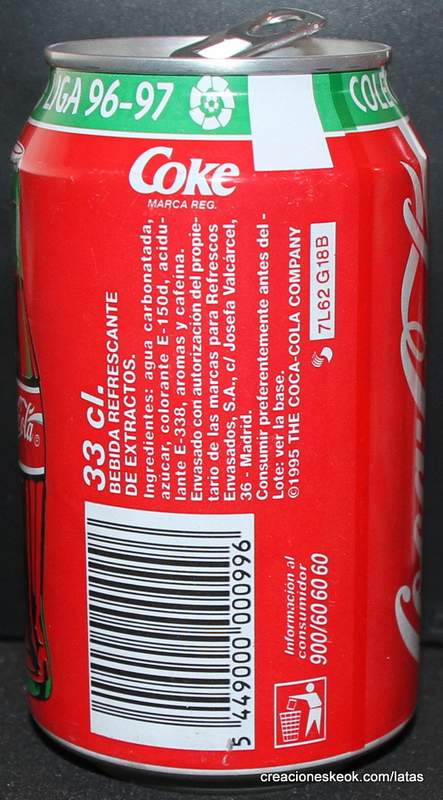 LIGA 96-97
COLE
Coke
MARCA REG.
33 cl.
BEBIDA REFRESCANTE
DE EXTRACTOS.
Ingredientes: agua carbonatada,
azucar, colorante E-150d, acidu-
lante E-338, aromas y cafeína.
Envasado con autorización del propie-
tario de las marcas para Refrescos
Envasados, S.A., c/ Josefa Valcárcel,
36 - Madrid.
Consumir preferentemente antes del -
Lote: ver la base.
©1995 THE COCA-COLA COMPANY
7L62G18B
5 449000 000996
Información al
consumidor
900/60 60 60
Cola®
creacioneskeok.com/latas